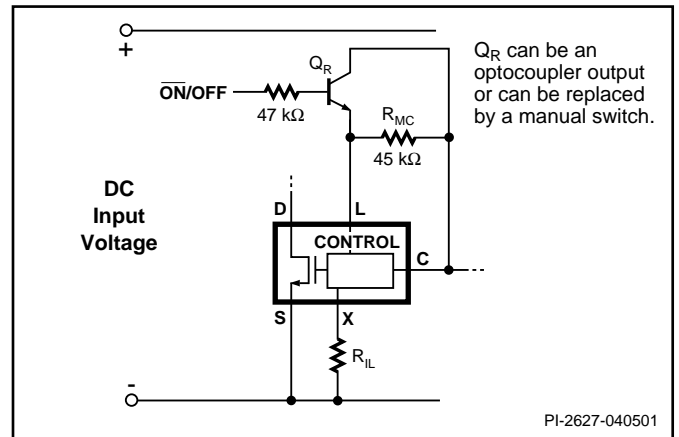 +
Q_R
Q_R can be an
optocoupler output
or can be replaced
by a manual switch.
ON/OFF
47 kΩ
R_MC
45 kΩ
DC
Input
Voltage
D
L
CONTROL
C
S
X
R_IL
-
PI-2627-040501